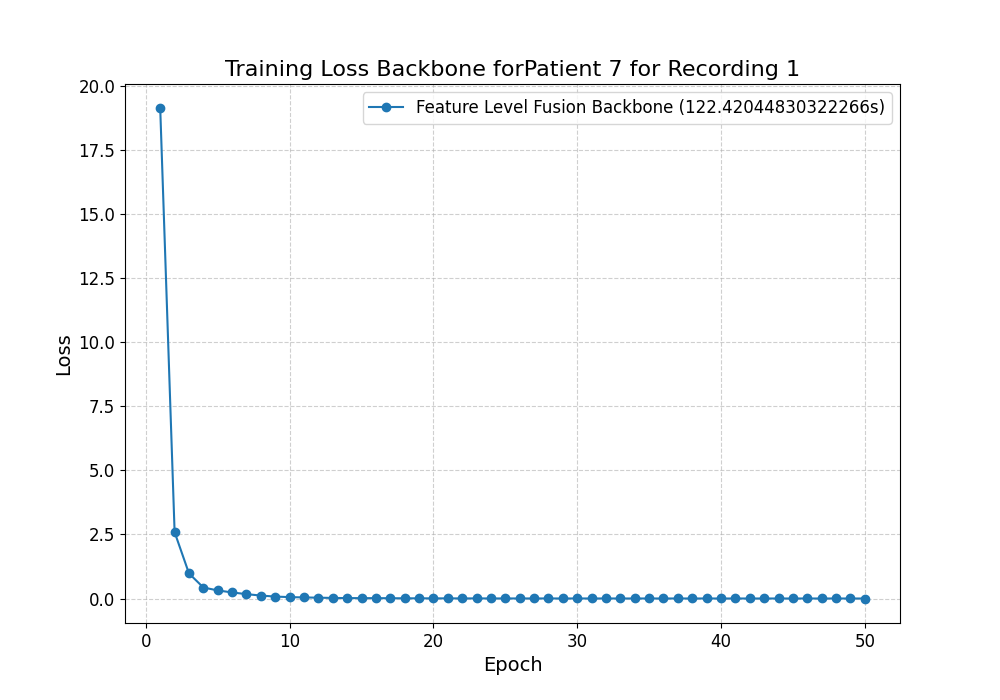 Training Loss Backbone forPatient 7 for Recording 1
Feature Level Fusion Backbone (122.42044830322266s)
20.0
17.5
15.0
12.5
10.0
7.5
5.0
2.5
0.0
Loss
0 10 20 30 40 50
Epoch